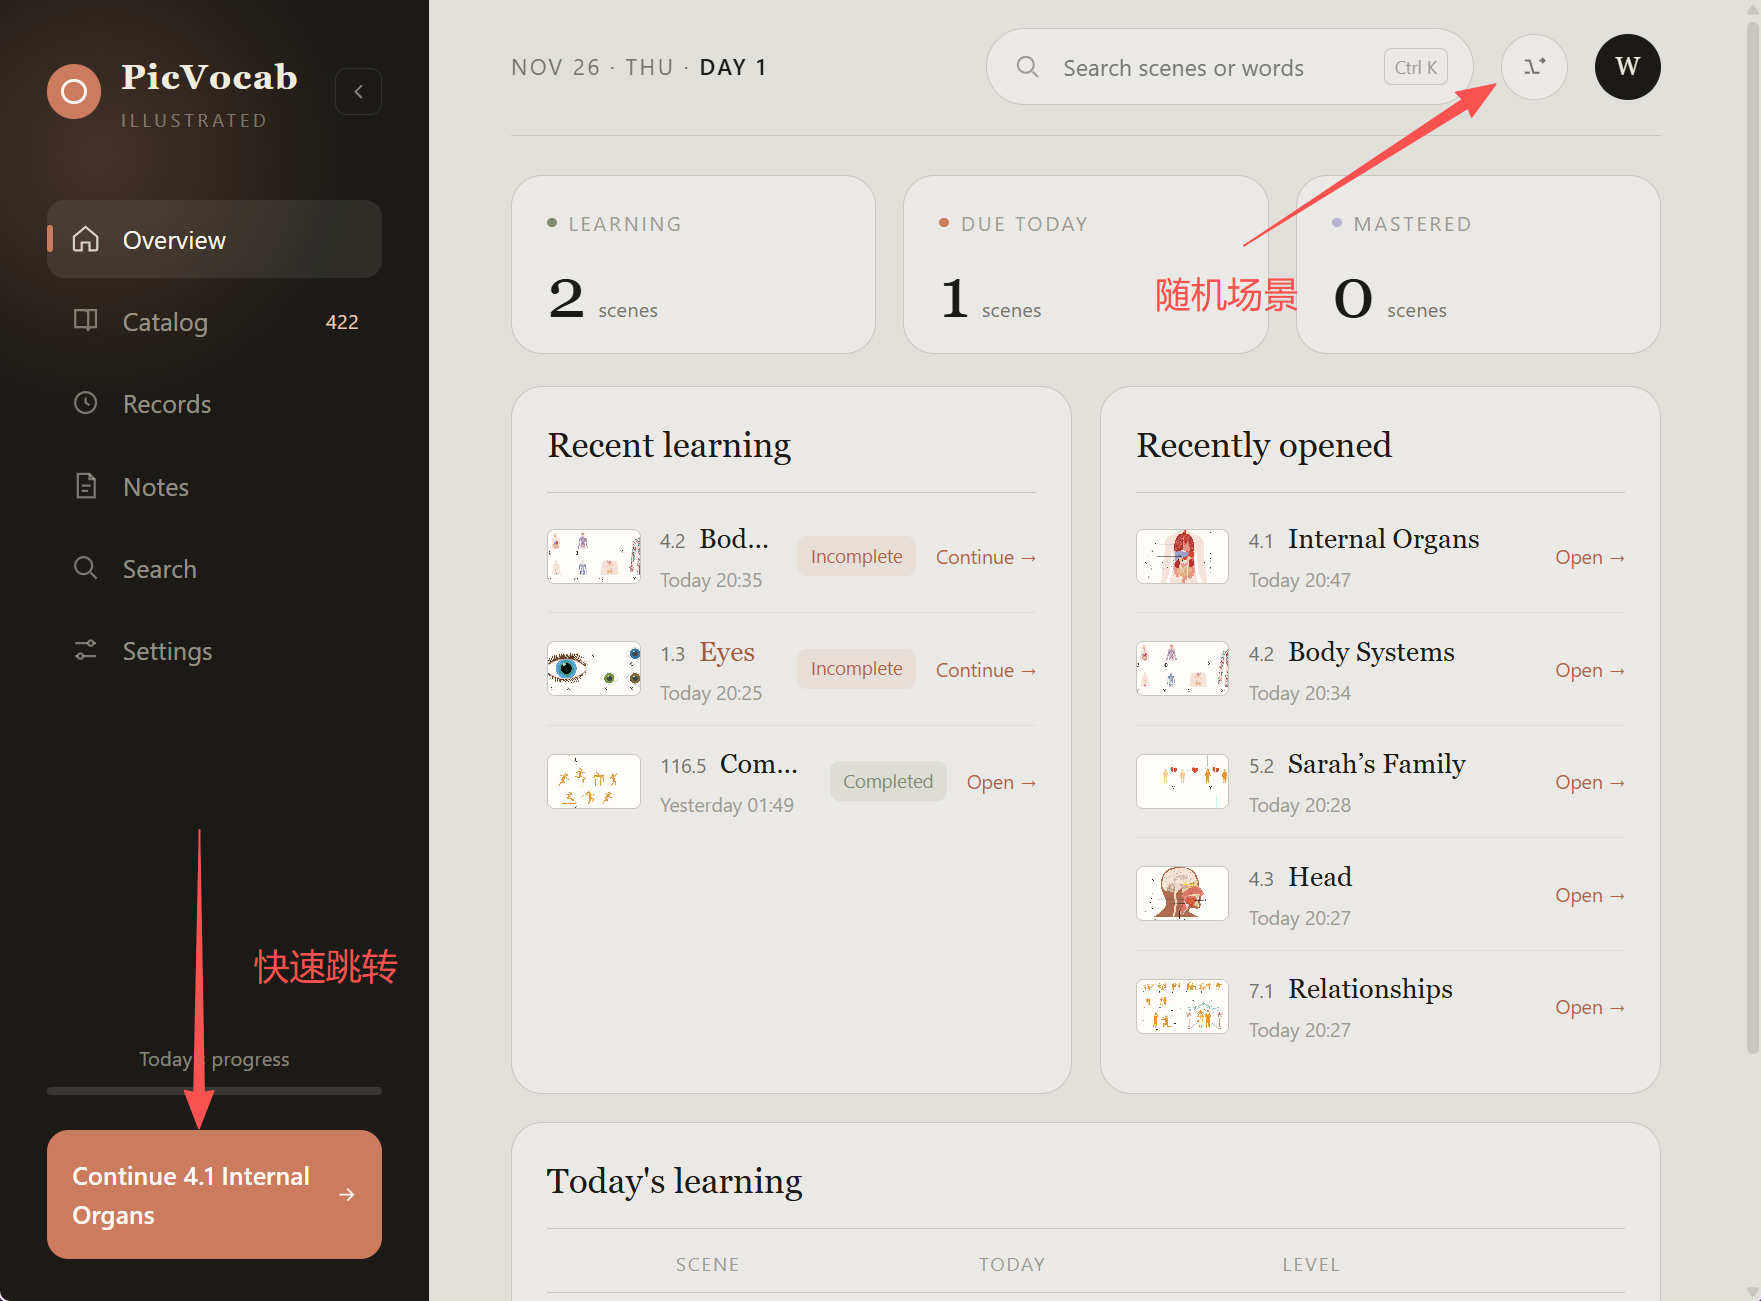 PicVocab
ILLUSTRATED
Overview
Catalog 422
Records
Notes
Search
Settings
快速跳转
Today's progress
Continue 4.1 Internal
Organs →
NOV 26 · THU · DAY 1
Search scenes or words Ctrl K
W
LEARNING
2 scenes
DUE TODAY
1 scenes
随机场景
MASTERED
0 scenes
Recent learning
4.2 Bod... Incomplete Continue →
Today 20:35
1.3 Eyes Incomplete Continue →
Today 20:25
116.5 Com... Completed Open →
Yesterday 01:49
Recently opened
4.1 Internal Organs Open →
Today 20:47
4.2 Body Systems Open →
Today 20:34
5.2 Sarah’s Family Open →
Today 20:28
4.3 Head Open →
Today 20:27
7.1 Relationships Open →
Today 20:27
Today's learning
SCENE TODAY LEVEL